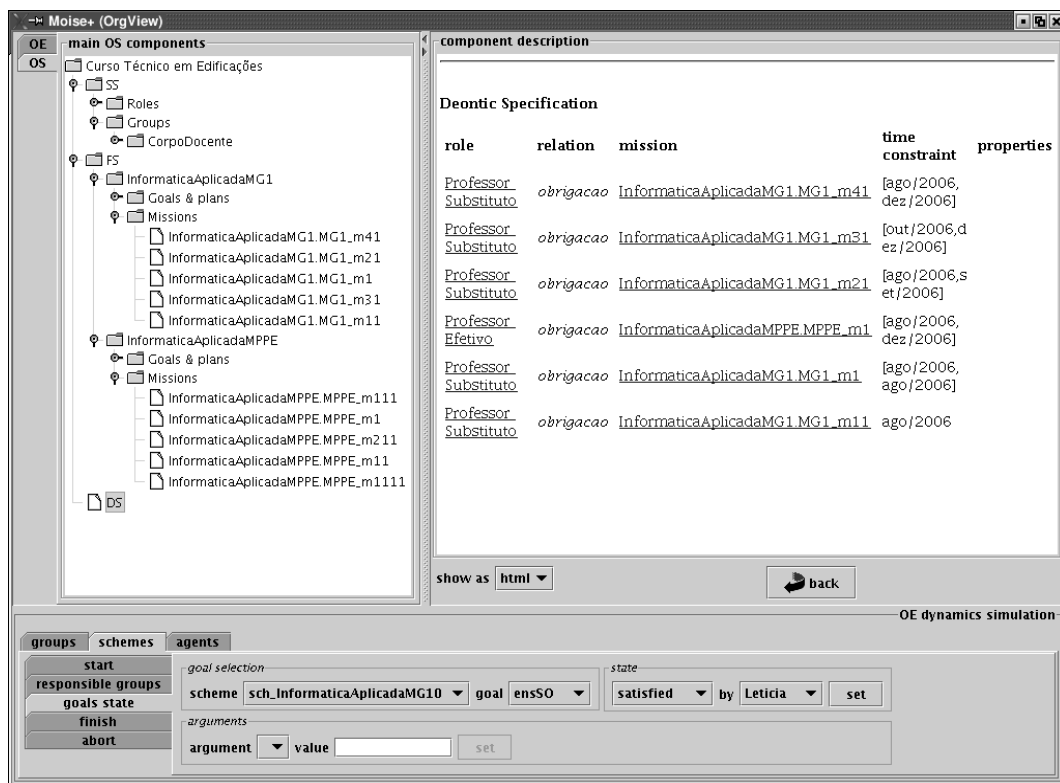 Moise+ (OrgView)
OE
OS
main OS components
Curso Técnico em Edificações
SS
Roles
Groups
CorpoDocente
FS
InformaticaAplicadaMG1
Goals & plans
Missions
InformaticaAplicadaMG1.MG1_m41
InformaticaAplicadaMG1.MG1_m21
InformaticaAplicadaMG1.MG1_m1
InformaticaAplicadaMG1.MG1_m31
InformaticaAplicadaMG1.MG1_m11
InformaticaAplicadaMPPE
Goals & plans
Missions
InformaticaAplicadaMPPE.MPPE_m111
InformaticaAplicadaMPPE.MPPE_m1
InformaticaAplicadaMPPE.MPPE_m211
InformaticaAplicadaMPPE.MPPE_m11
InformaticaAplicadaMPPE.MPPE_m1111
DS
component description
Deontic Specification
role relation mission time constraint properties
Professor Substituto obrigacao InformaticaAplicadaMG1.MG1_m41 [ago/2006, dez/2006]
Professor Substituto obrigacao InformaticaAplicadaMG1.MG1_m31 [out/2006,d ez/2006]
Professor Substituto obrigacao InformaticaAplicadaMG1.MG1_m21 [ago/2006,s et/2006]
Professor Efetivo obrigacao InformaticaAplicadaMPPE.MPPE_m1 [ago/2006, dez/2006]
Professor Substituto obrigacao InformaticaAplicadaMG1.MG1_m1 [ago/2006, ago/2006]
Professor Substituto obrigacao InformaticaAplicadaMG1.MG1_m11 ago/2006
show as html back
OE dynamics simulation
groups schemes agents
start
responsible groups
goals state
finish
abort
goal selection
scheme sch_InformaticaAplicadaMG10 goal ensSO
state
satisfied by Leticia set
arguments
argument value set